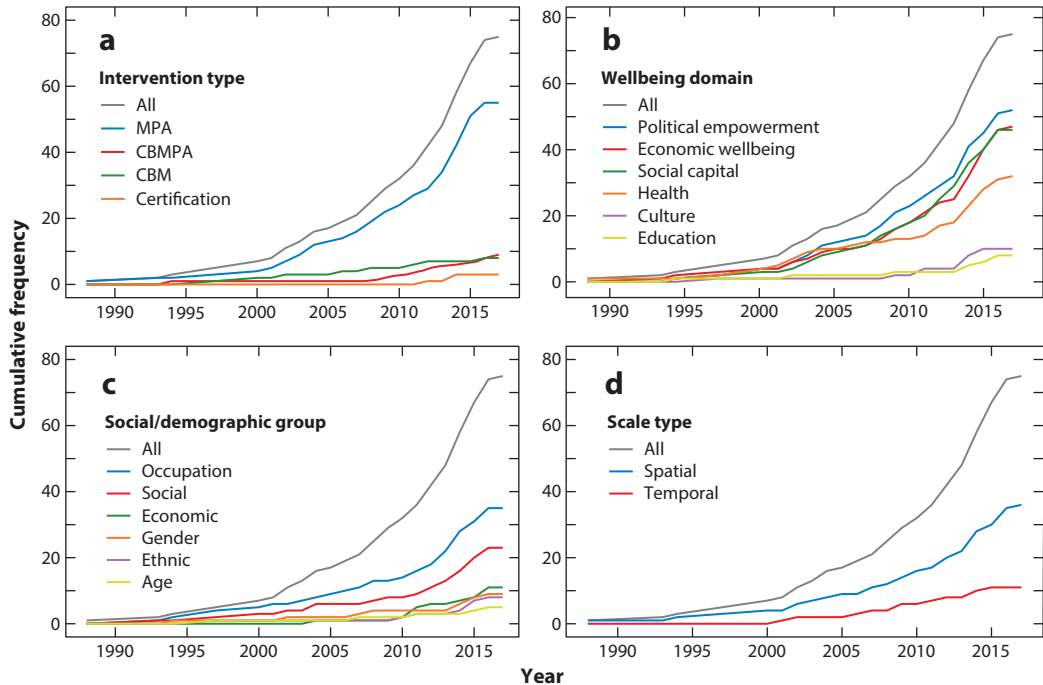 Cumulative frequency
a
Intervention type
All
MPA
CBMPA
CBM
Certification
80
60
40
20
0
1990 1995 2000 2005 2010 2015
b
Wellbeing domain
All
Political empowerment
Economic wellbeing
Social capital
Health
Culture
Education
80
60
40
20
0
1990 1995 2000 2005 2010 2015
c
Social/demographic group
All
Occupation
Social
Economic
Gender
Ethnic
Age
80
60
40
20
0
1990 1995 2000 2005 2010 2015
d
Scale type
All
Spatial
Temporal
80
60
40
20
0
1990 1995 2000 2005 2010 2015
Year